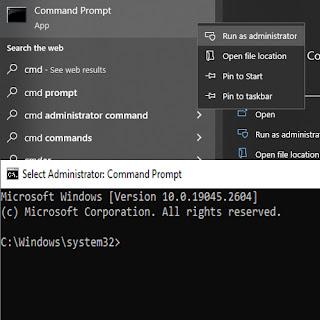 Command Prompt
App
Run as administrator
Open file location
Pin to Start
Pin to taskbar
Search the web
cmd - See web results
cmd prompt
cmd administrator command
cmd commands
Co
Open
Run as administra
Open file location
Select Administrator: Command Prompt
Microsoft Windows [Version 10.0.19045.2604]
(c) Microsoft Corporation. All rights reserved.
C:\Windows\system32>